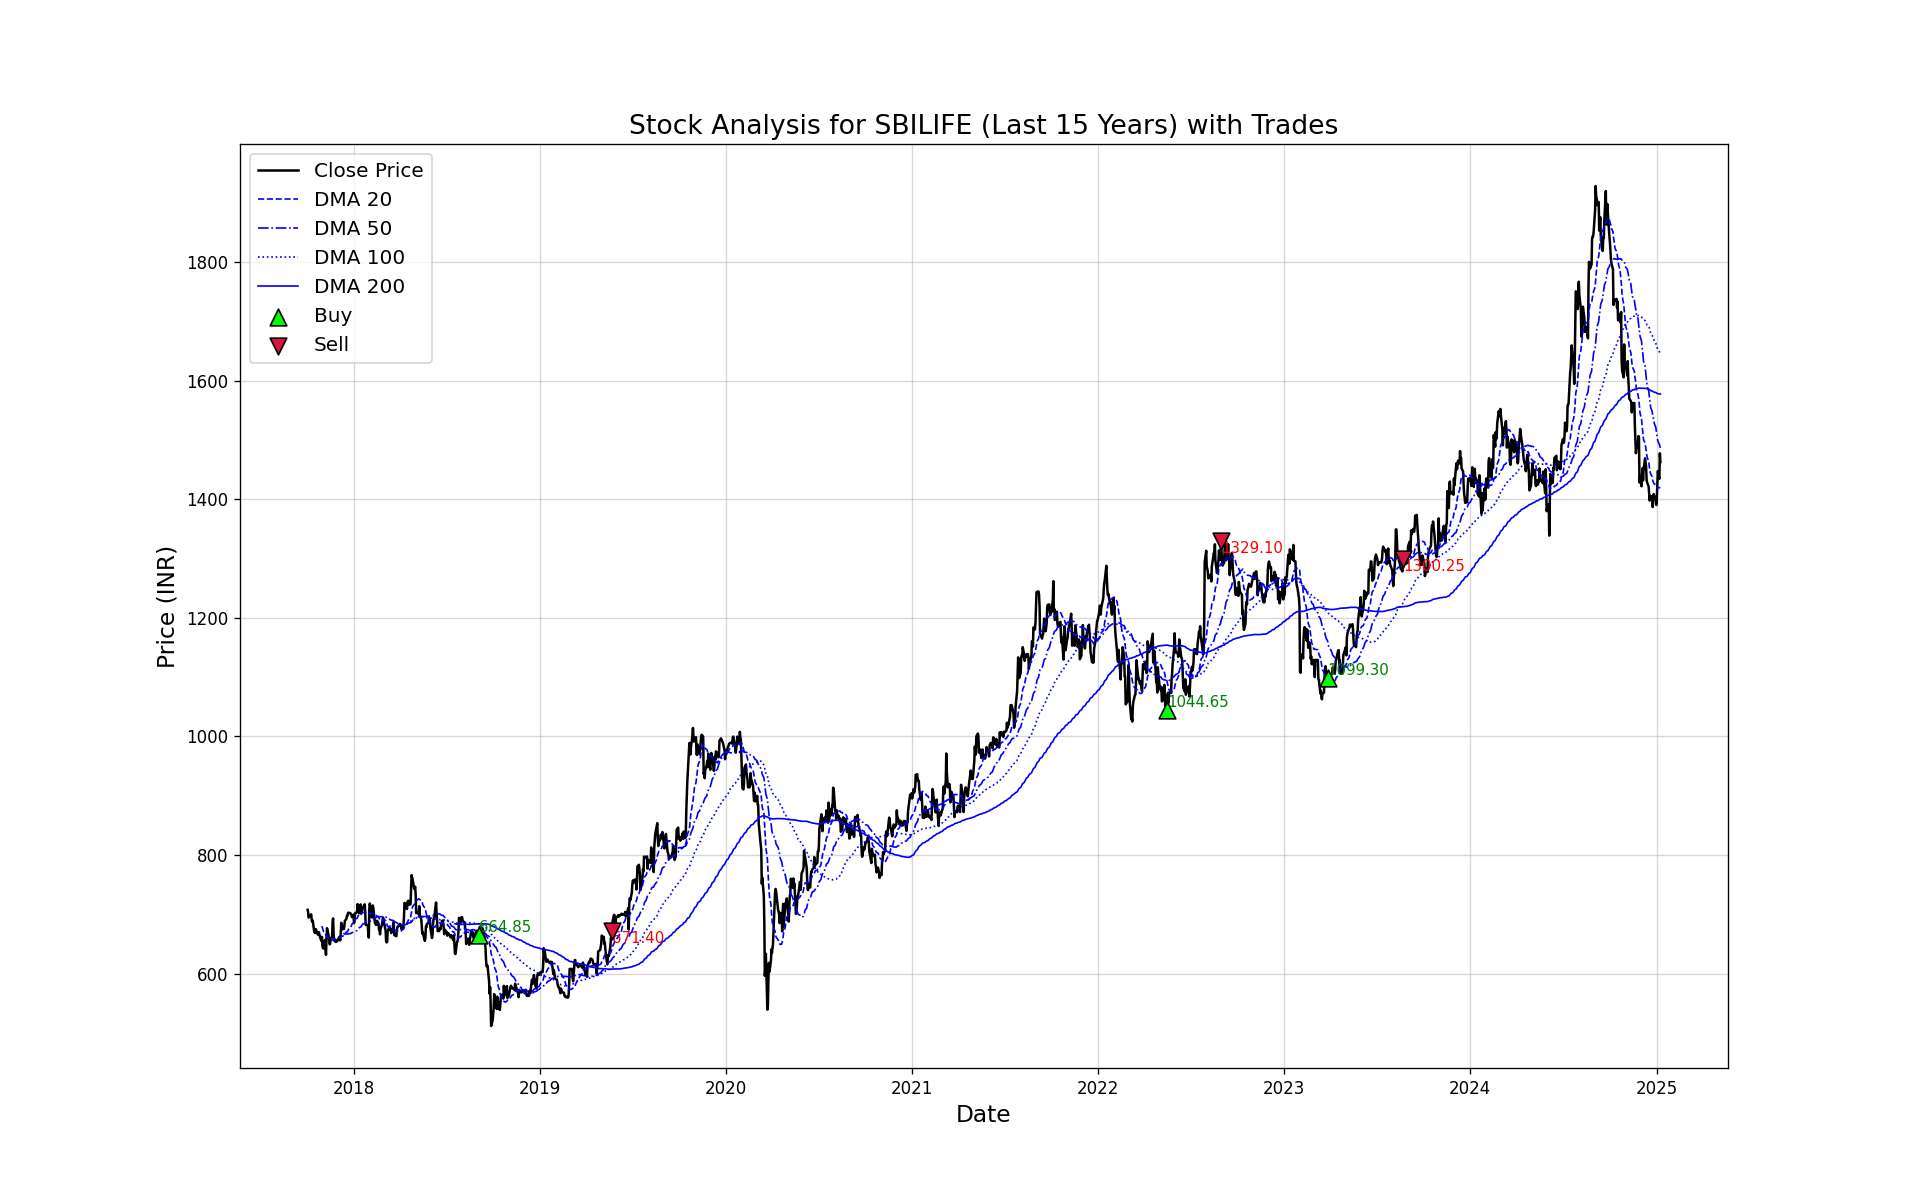 Stock Analysis for SBILIFE (Last 15 Years) with Trades
Close Price
DMA 20
DMA 50
DMA 100
DMA 200
Buy
Sell
Price (INR)
1800
1600
1400
1200
1000
800
600
1329.10
1300.25
1099.30
1044.65
664.85
671.40
2018
2019
2020
2021
2022
2023
2024
2025
Date